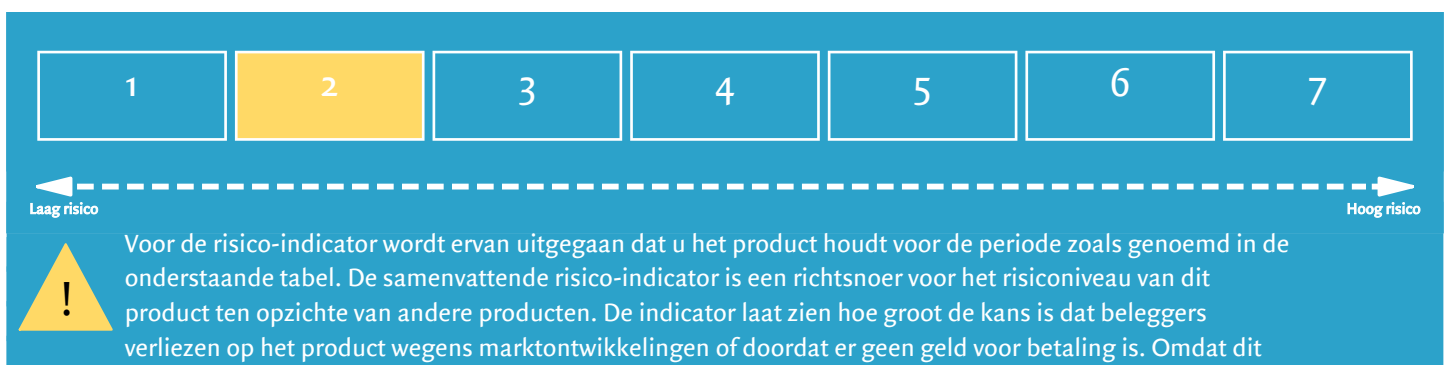 1 2 3 4 5 6 7
Laag risico Hoog risico
Voor de risico-indicator wordt ervan uitgegaan dat u het product houdt voor de periode zoals genoemd in de
onderstaande tabel. De samenvattende risico-indicator is een richtsnoer voor het risiconiveau van dit
! product ten opzichte van andere producten. De indicator laat zien hoe groot de kans is dat beleggers
verliezen op het product wegens marktontwikkelingen of doordat er geen geld voor betaling is. Omdat dit